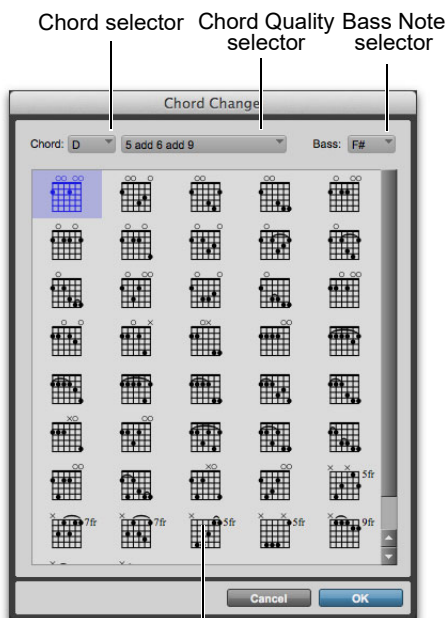 Chord selector Chord Quality selector Bass Note selector
Chord Change
Chord: D 5 add 6 add 9 Bass: F#
5fr
7fr 7fr 5fr 5fr 9fr
Cancel OK